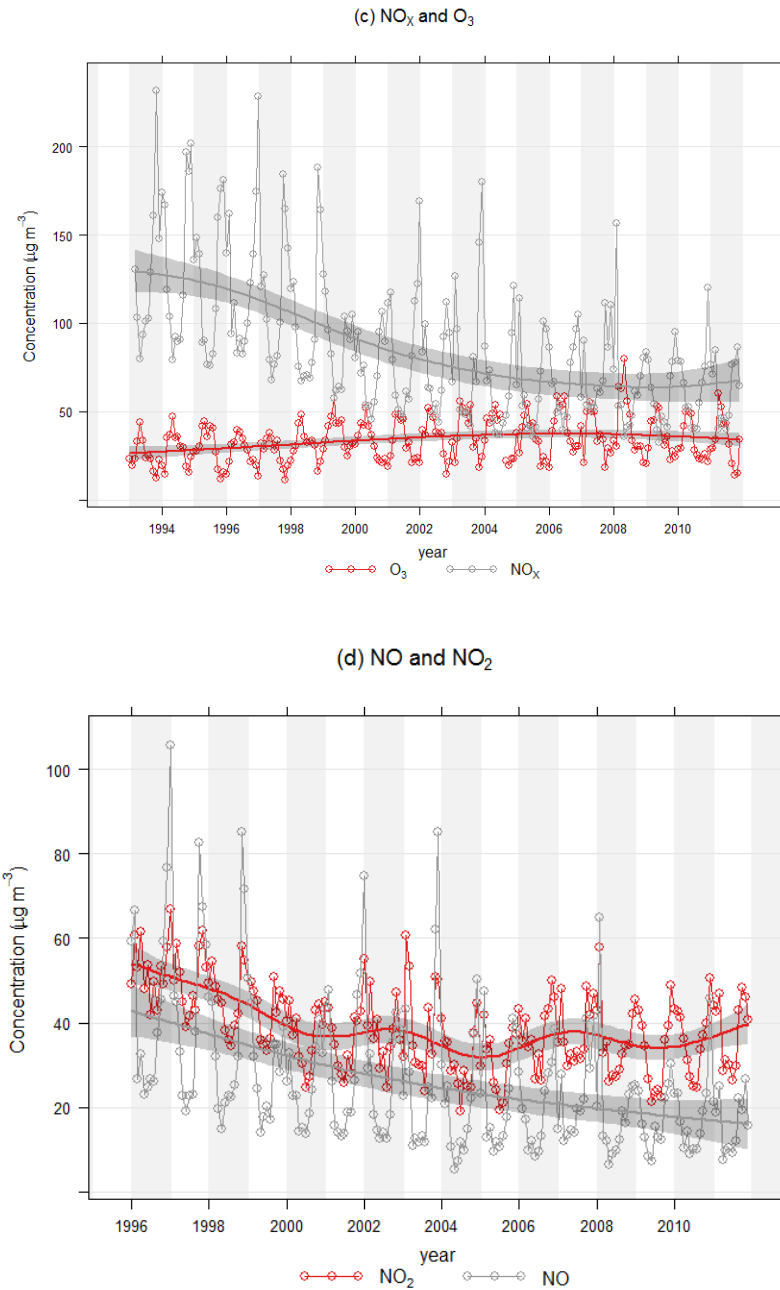 (c) NOX and O3
200
150
100
50
Concentration (µg m−3)
1994 1996 1998 2000 2002 2004 2006 2008 2010
year
O3 NOX
(d) NO and NO2
100
80
60
40
20
Concentration (µg m−3)
1996 1998 2000 2002 2004 2006 2008 2010
year
NO2 NO